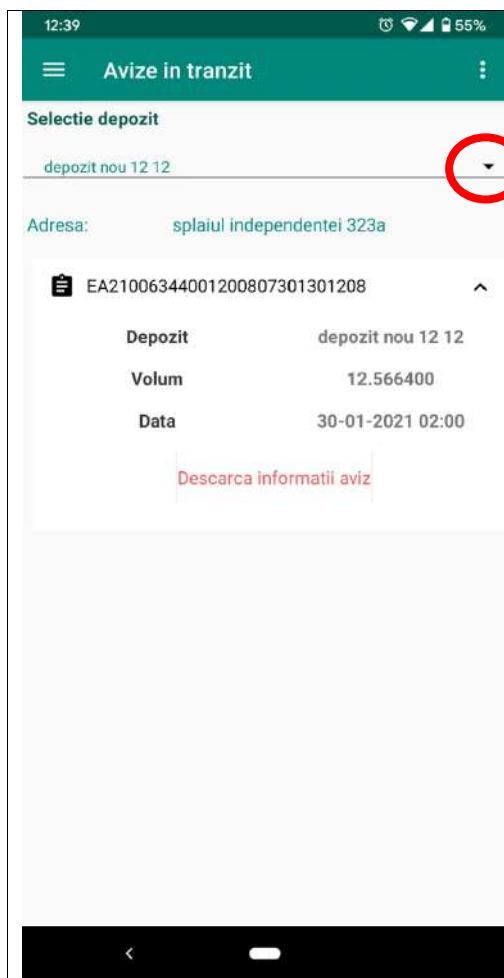 12:39 55%
Avize in tranzit
Selectie depozit
depozit nou 12 12
Adresa: splaiul independentei 323a
EA21006344001200807301301208
Depozit depozit nou 12 12
Volum 12.566400
Data 30-01-2021 02:00
Descarca informatii aviz